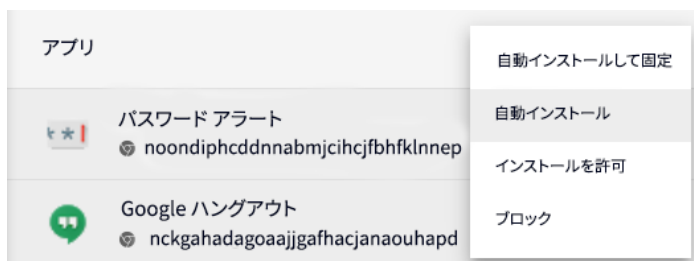 アプリ
自動インストールして固定
自動インストール
インストールを許可
ブロック
パスワード アラート
noondiphcddnnabmjcihcjfbhfklnnep
Google ハングアウト
nckgahadagoaajjgafhacjanaouhapd